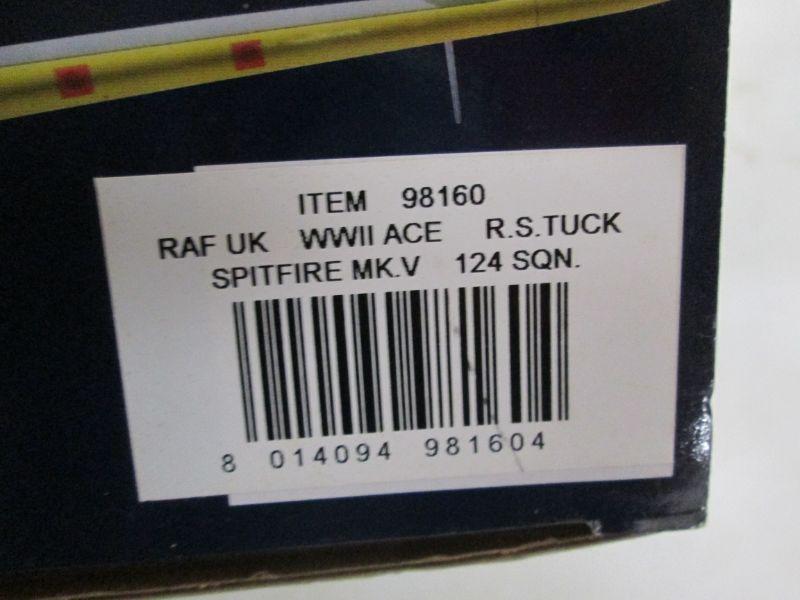 ITEM 98160
RAF UK WWII ACE R.S.TUCK
SPITFIRE MK.V 124 SQN.
8 014094 981604